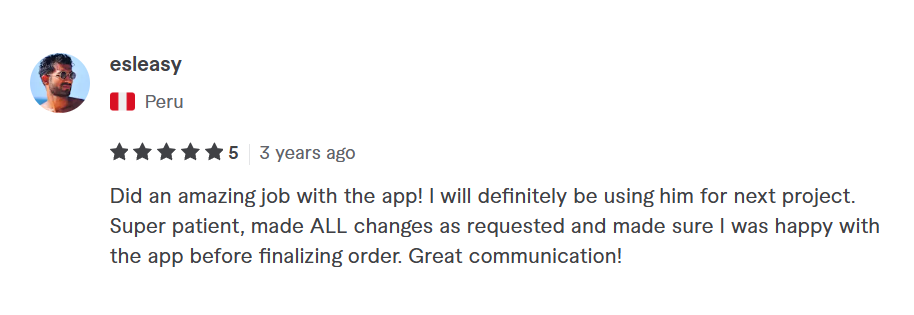 esleasy
Peru
5 3 years ago
Did an amazing job with the app! I will definitely be using him for next project.
Super patient, made ALL changes as requested and made sure I was happy with
the app before finalizing order. Great communication!